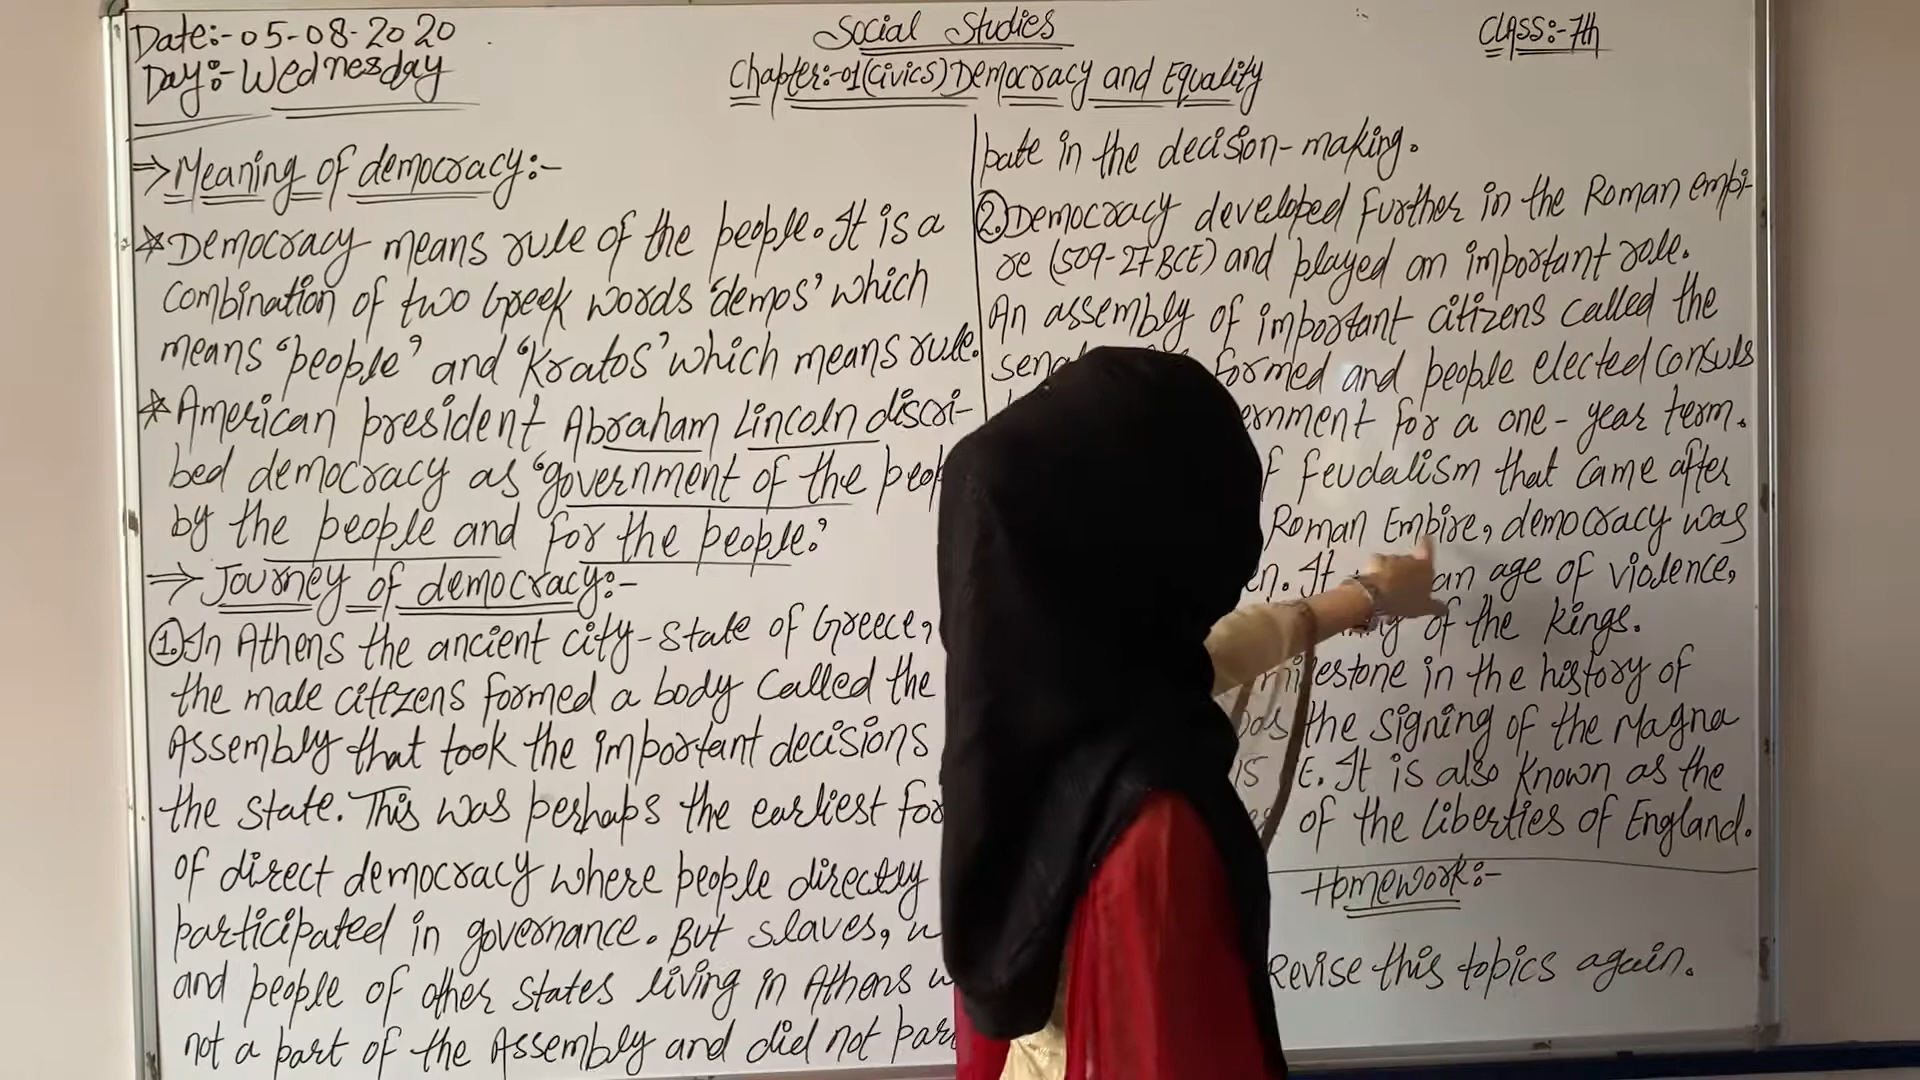 Date:-05-08-2020
Day:-Wednesday
Social Studies
Chapter:-01(Civics)Democracy and Equality
CLASS:-7th
⇒Meaning of democracy:-
*Democracy means rule of the people. It is a
combination of two Greek words 'demos' which
means 'people' and 'Kratos' which means rule.
*American president Abraham Lincoln discri-
bed democracy as 'government of the
by the people and for the people.'
⇒Journey of democracy:-
1.In Athens the ancient city-state of Greece,
the male citizens formed a body called the
Assembly that took the important decisions
the state. This was perhaps the earliest
of direct democracy where people directly
participated in governance. But slaves,
and people of other states living in Athens
not a part of the Assembly and did not
pate in the decision-making.
2.Democracy developed further in the Roman empi-
re (509-27 BCE) and played an important role.
An assembly of important citizens called the
formed and people elected consuls
for a one-year term.
feudalism that came after
Roman Empire, democracy was
It an age of violence,
of the kings.
in the history of
the signing of the Magna
It is also known as the
of the liberties of England.
Homework:-
Revise this topics again.